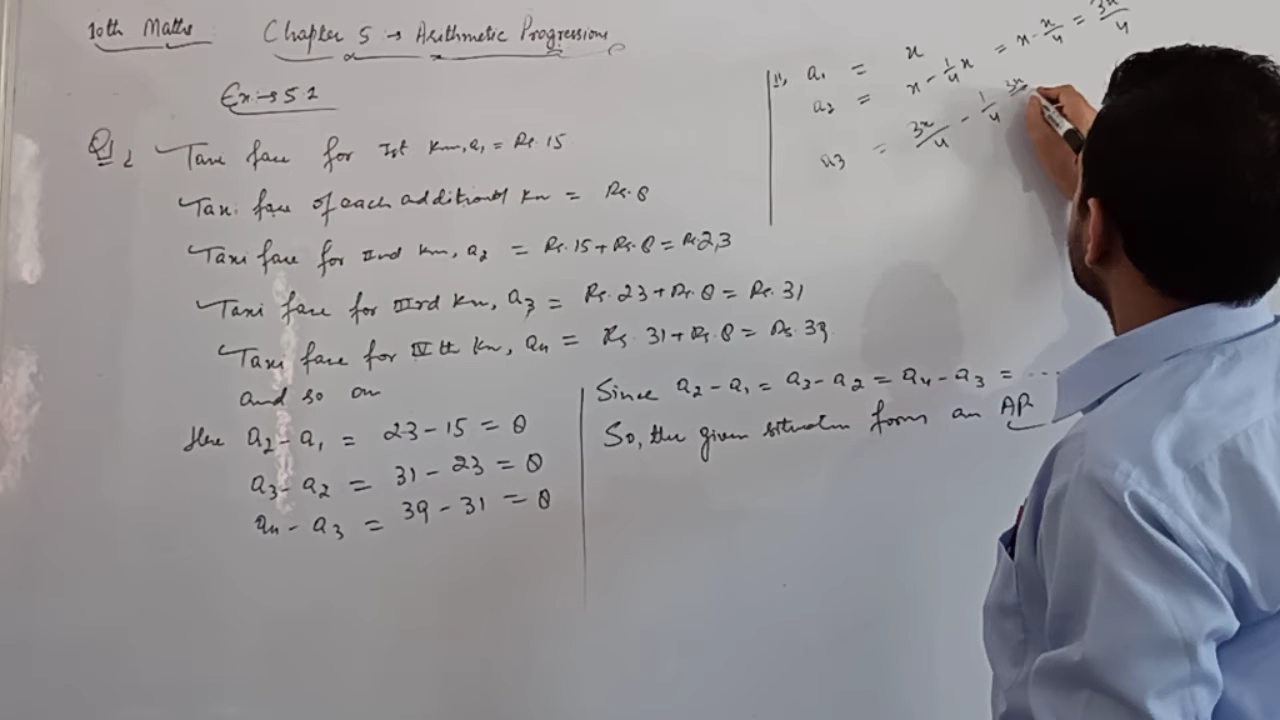 10th Maths Chapter 5 → Arithmetic Progressions
Ex:→ 5.2
Q1, Taxi fare for Ist Km, a₁ = Rs. 15
Taxi fare of each additional Km = Rs. 8
Taxi fare for IInd Km, a₂ = Rs. 15 + Rs. 8 = Rs 23
Taxi fare for IIIrd Km, a₃ = Rs. 23 + Rs. 8 = Rs. 31
Taxi fare for IVth Km, a₄ = Rs. 31 + Rs. 8 = Rs. 39
and so on
Here a₂ - a₁ = 23 - 15 = 8
a₃ - a₂ = 31 - 23 = 8
a₄ - a₃ = 39 - 31 = 8
Since a₂ - a₁ = a₃ - a₂ = a₄ - a₃ = ...
So, the given situation form an AP
ii, a₁ = x
a₂ = x - 1/4 x = x - x/4 = 3x/4
a₃ = 3x/4 - 1/4 3x